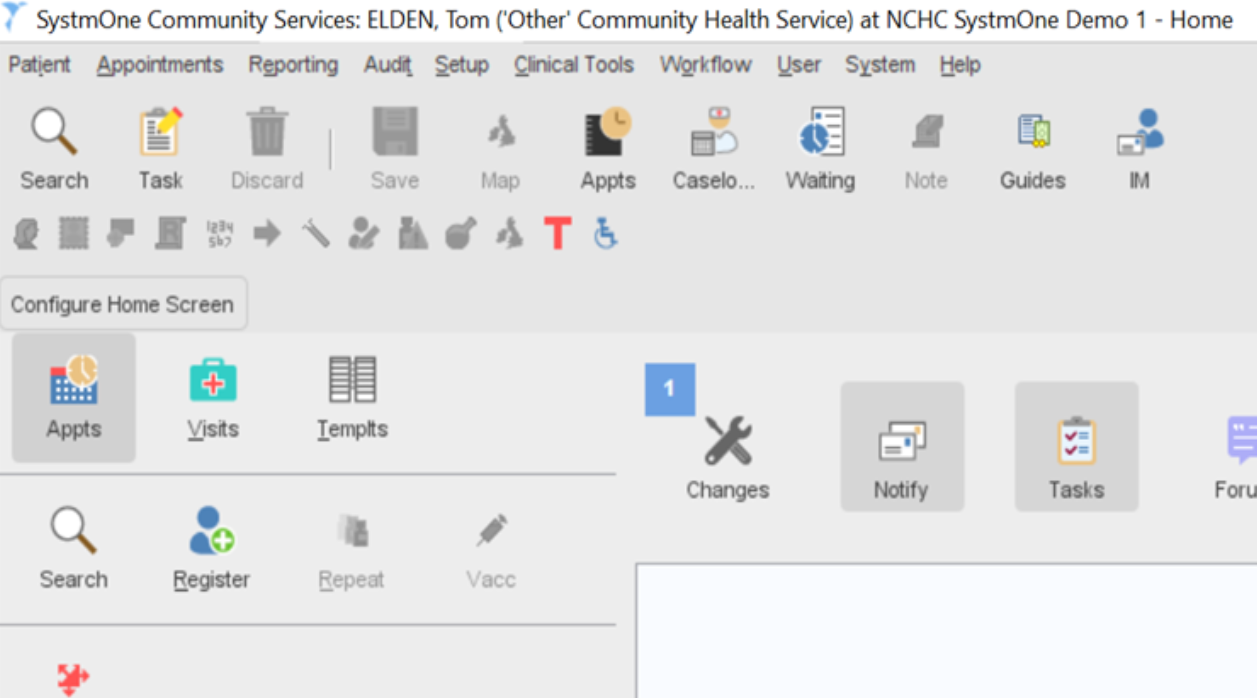 SystmOne Community Services: ELDEN, Tom ('Other' Community Health Service) at NCHC SystmOne Demo 1 - Home
Patient Appointments Reporting Audit Setup Clinical Tools Workflow User System Help
Search Task Discard Save Map Appts Caselo... Waiting Note Guides IM
1234
567
T
Configure Home Screen
Appts Visits Templts
1
Changes Notify Tasks Foru
Search Register Repeat Vacc